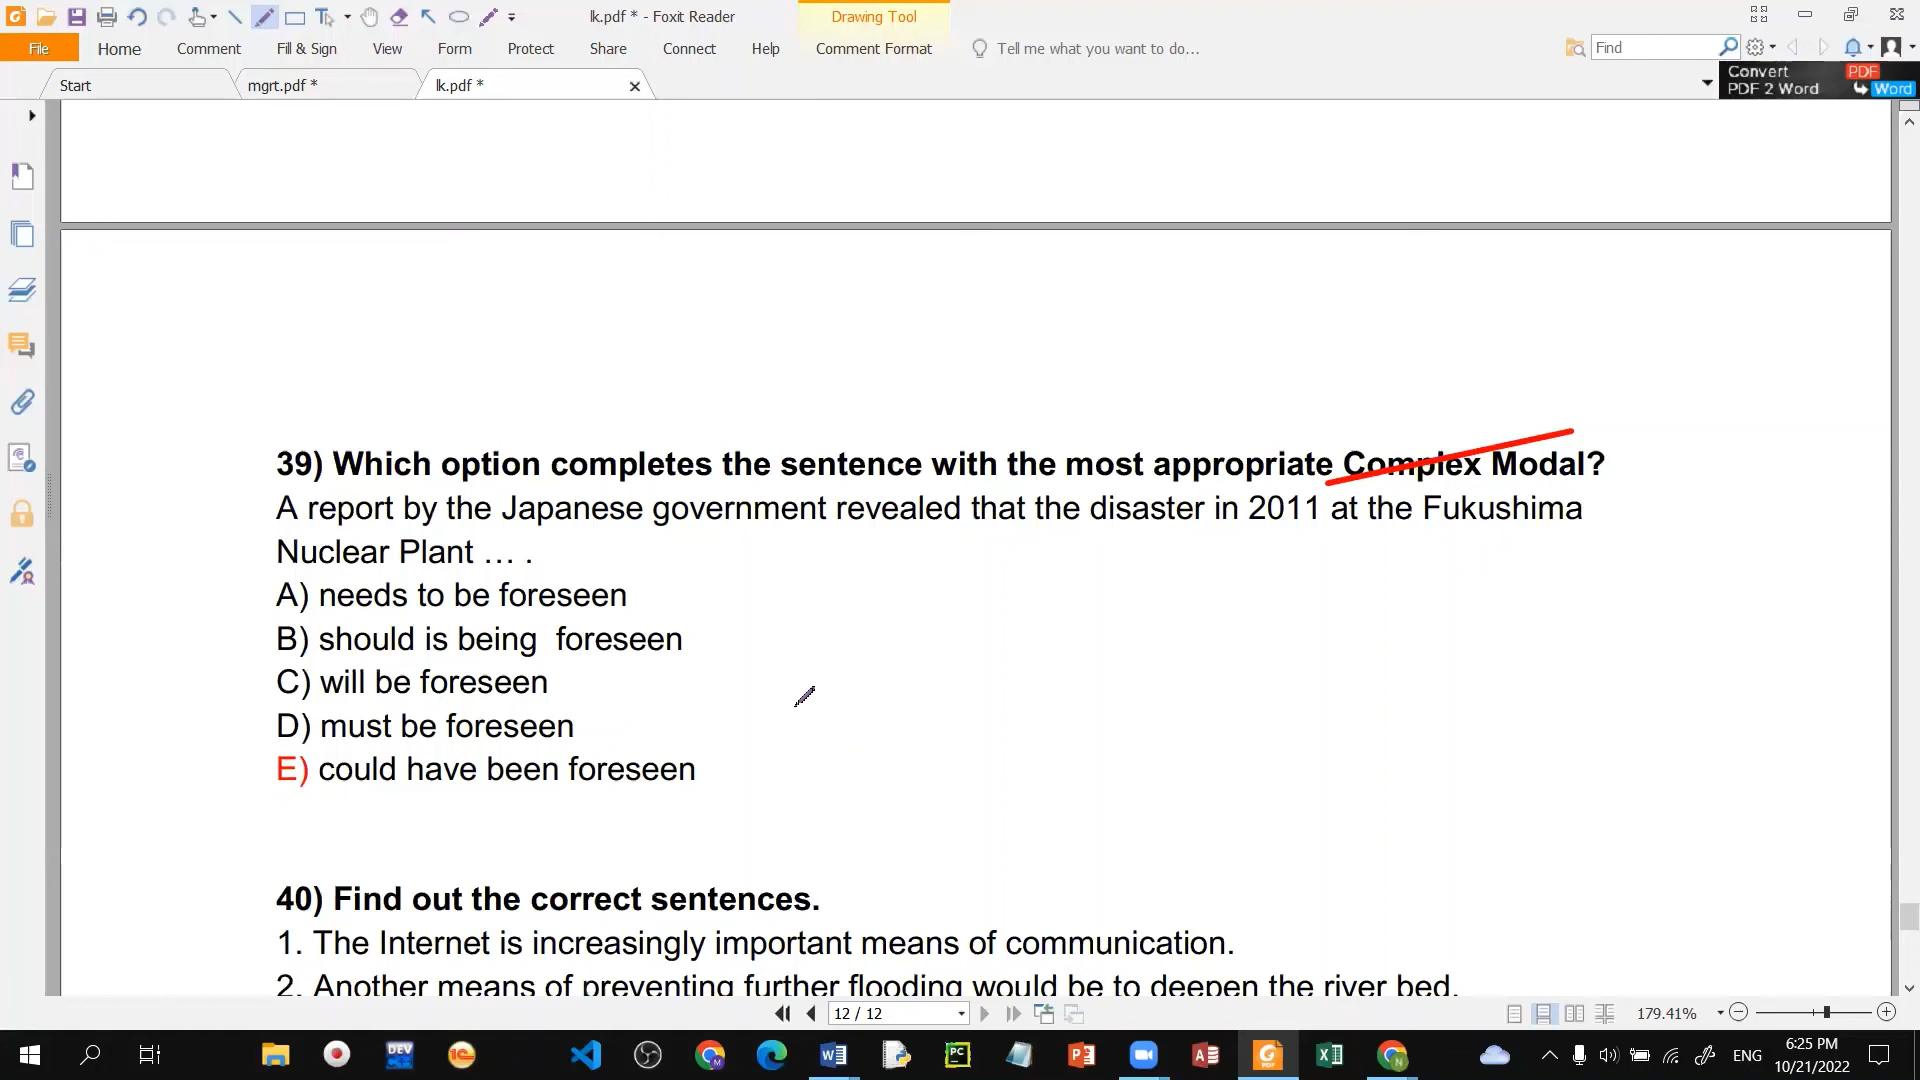 lk.pdf * - Foxit Reader
Drawing Tool
File Home Comment Fill & Sign View Form Protect Share Connect Help Comment Format Tell me what you want to do... Find
Start mgrt.pdf * lk.pdf *
Convert PDF
PDF 2 Word Word
39) Which option completes the sentence with the most appropriate Complex Modal?
A report by the Japanese government revealed that the disaster in 2011 at the Fukushima
Nuclear Plant … .
A) needs to be foreseen
B) should is being  foreseen
C) will be foreseen
D) must be foreseen
E) could have been foreseen
40) Find out the correct sentences.
1. The Internet is increasingly important means of communication.
2. Another means of preventing further flooding would be to deepen the river bed.
12 / 12
179.41%
DEV
PC
ENG
6:25 PM
10/21/2022